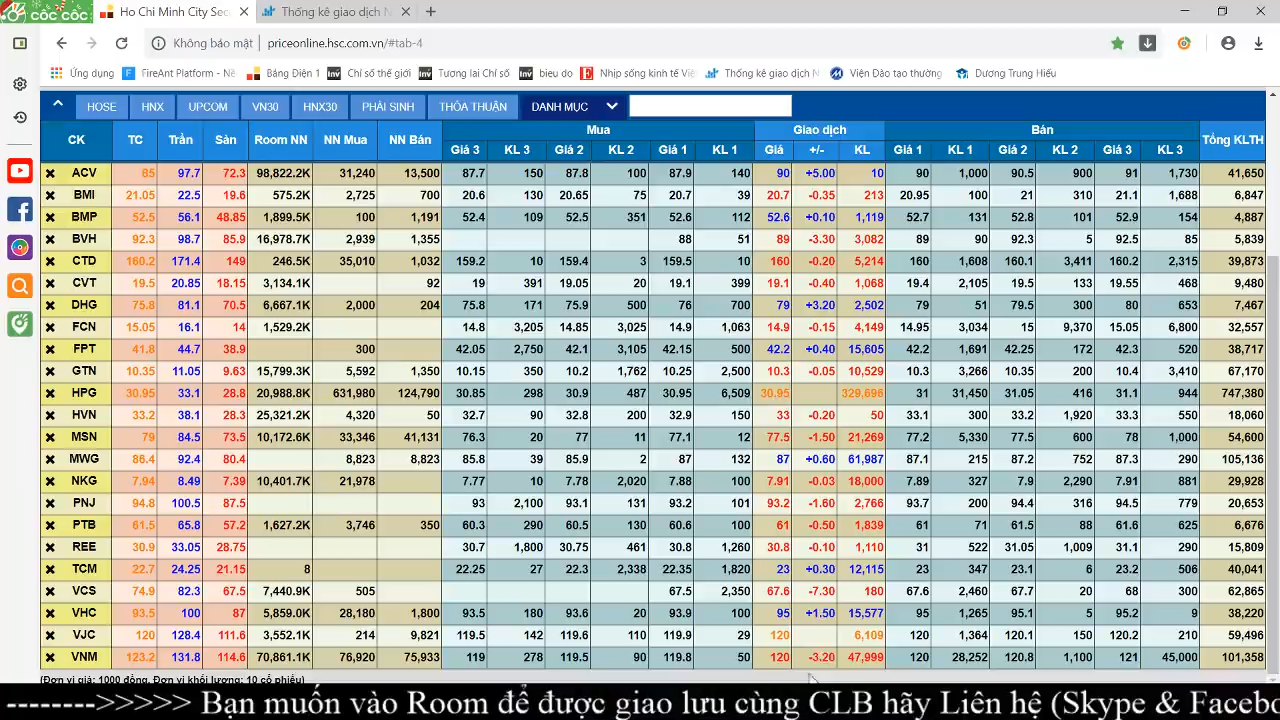 cốc cốc Ho Chi Minh City Sec Thống kê giao dịch N
Không bảo mật priceonline.hsc.com.vn/#tab-4
Ứng dụng FireAnt Platform - Nề Bảng Điện 1 Chỉ số thế giới Tương lai Chỉ số bieu do Nhịp sống kinh tế Việ Thống kê giao dịch N Viện Đào tạo thường Dương Trung Hiếu
HOSE HNX UPCOM VN30 HNX30 PHÁI SINH THỎA THUẬN DANH MỤC
CK TC Trần Sàn Room NN NN Mua NN Bán Mua Giao dịch Bán Tổng KLTH
Giá 3 KL 3 Giá 2 KL 2 Giá 1 KL 1 Giá +/- KL Giá 1 KL 1 Giá 2 KL 2 Giá 3 KL 3
ACV 85 97.7 72.3 98,822.2K 31,240 13,500 87.7 150 87.8 100 87.9 140 90 +5.00 10 90 1,000 90.5 900 91 1,730 41,650
BMI 21.05 22.5 19.6 575.2K 2,725 700 20.6 130 20.65 75 20.7 39 20.7 -0.35 213 20.95 100 21 310 21.1 1,688 6,847
BMP 52.5 56.1 48.85 1,899.5K 100 1,191 52.4 109 52.5 351 52.6 112 52.6 +0.10 1,119 52.7 131 52.8 101 52.9 154 4,887
BVH 92.3 98.7 85.9 16,978.7K 2,939 1,355 88 51 89 -3.30 3,082 89 90 92.3 5 92.5 85 5,839
CTD 160.2 171.4 149 246.5K 35,010 1,032 159.2 10 159.4 3 159.5 10 160 -0.20 5,214 160 1,608 160.1 3,411 160.2 2,315 39,873
CVT 19.5 20.85 18.15 3,134.1K 92 19 391 19.05 20 19.1 399 19.1 -0.40 1,068 19.4 2,105 19.5 133 19.55 468 9,480
DHG 75.8 81.1 70.5 6,667.1K 2,000 204 75.8 171 75.9 500 76 700 79 +3.20 2,502 79 51 79.5 300 80 653 7,467
FCN 15.05 16.1 14 1,529.2K 14.8 3,205 14.85 3,025 14.9 1,063 14.9 -0.15 4,149 14.95 3,034 15 9,370 15.05 6,800 32,557
FPT 41.8 44.7 38.9 300 42.05 2,750 42.1 3,105 42.15 500 42.2 +0.40 15,605 42.2 1,691 42.25 172 42.3 520 38,717
GTN 10.35 11.05 9.63 15,799.3K 5,592 1,350 10.15 350 10.2 1,762 10.25 2,500 10.3 -0.05 10,529 10.3 3,266 10.35 200 10.4 3,410 67,170
HPG 30.95 33.1 28.8 20,988.8K 631,980 124,790 30.85 298 30.9 487 30.95 6,509 30.95 329,696 31 31,450 31.05 416 31.1 944 747,380
HVN 33.2 38.1 28.3 25,321.2K 4,320 50 32.7 90 32.8 200 32.9 150 33 -0.20 50 33.1 300 33.2 1,920 33.3 550 18,060
MSN 79 84.5 73.5 10,172.6K 33,346 41,131 76.3 20 77 11 77.1 12 77.5 -1.50 21,269 77.2 5,330 77.5 600 78 1,000 54,600
MWG 86.4 92.4 80.4 8,823 8,823 85.8 39 85.9 2 87 132 87 +0.60 61,987 87.1 215 87.2 752 87.3 290 105,136
NKG 7.94 8.49 7.39 10,401.7K 21,978 7.77 10 7.78 2,020 7.88 100 7.91 -0.03 18,000 7.89 327 7.9 2,290 7.91 881 29,928
PNJ 94.8 100.5 87.5 93 2,100 93.1 131 93.2 101 93.2 -1.60 2,766 93.7 200 94.4 316 94.5 779 20,653
PTB 61.5 65.8 57.2 1,627.2K 3,746 350 60.3 290 60.5 130 60.6 100 61 -0.50 1,839 61 71 61.5 88 61.6 625 6,676
REE 30.9 33.05 28.75 30.7 1,800 30.75 461 30.8 1,260 30.8 -0.10 1,110 31 522 31.05 1,009 31.1 290 15,809
TCM 22.7 24.25 21.15 8 22.25 27 22.3 2,338 22.35 1,820 23 +0.30 12,115 23 347 23.1 6 23.2 506 40,041
VCS 74.9 82.3 67.5 7,440.9K 505 67.5 2,350 67.6 -7.30 180 67.6 2,460 67.7 20 68 300 62,865
VHC 93.5 100 87 5,859.0K 28,180 1,800 93.5 180 93.6 20 93.9 100 95 +1.50 15,577 95 1,265 95.1 5 95.2 9 38,220
VJC 120 128.4 111.6 3,552.1K 214 9,821 119.5 142 119.6 110 119.9 29 120 6,109 120 1,364 120.1 150 120.2 210 59,496
VNM 123.2 131.8 114.6 70,861.1K 76,920 75,933 119 278 119.5 90 119.8 50 120 -3.20 47,999 120 28,252 120.8 1,100 121 45,000 101,358
(Đơn vị giá: 1000 đồng, Đơn vị khối lượng: 10 cổ phiếu)
-------->>>>> Bạn muốn vào Room để được giao lưu cùng CLB hãy Liên hệ (Skype & Facebo